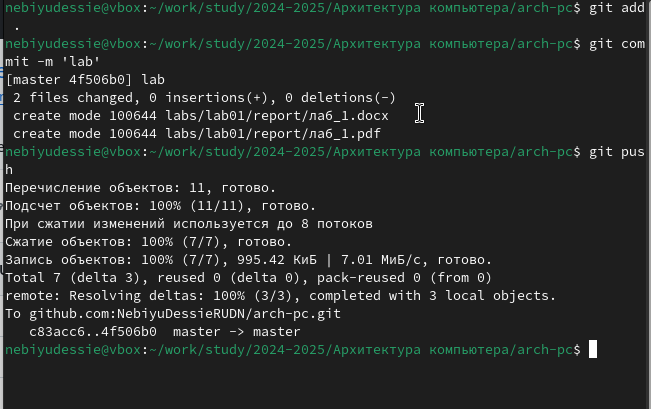 nebiyudessie@vbox:~/work/study/2024-2025/Архитектура компьютера/arch-pc$ git add
.
nebiyudessie@vbox:~/work/study/2024-2025/Архитектура компьютера/arch-pc$ git com
mit -m 'lab'
[master 4f506b0] lab
2 files changed, 0 insertions(+), 0 deletions(-)
create mode 100644 labs/lab01/report/лаб_1.docx
create mode 100644 labs/lab01/report/лаб_1.pdf
nebiyudessie@vbox:~/work/study/2024-2025/Архитектура компьютера/arch-pc$ git pus
h
Перечисление объектов: 11, готово.
Подсчет объектов: 100% (11/11), готово.
При сжатии изменений используется до 8 потоков
Сжатие объектов: 100% (7/7), готово.
Запись объектов: 100% (7/7), 995.42 КиБ | 7.01 МиБ/с, готово.
Total 7 (delta 3), reused 0 (delta 0), pack-reused 0 (from 0)
remote: Resolving deltas: 100% (3/3), completed with 3 local objects.
To github.com:NebiyuDessieRUDN/arch-pc.git
c83acc6..4f506b0  master -> master
nebiyudessie@vbox:~/work/study/2024-2025/Архитектура компьютера/arch-pc$